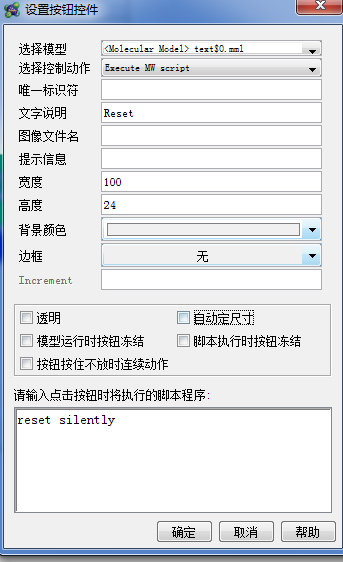 设置按钮控件
选择模型 <Molecular Model> text$0.mml
选择控制动作 Execute MW script
唯一标识符
文字说明 Reset
图像文件名
提示信息
宽度 100
高度 24
背景颜色
边框 无
Increment
透明 自动定尺寸
模型运行时按钮冻结 脚本执行时按钮冻结
按钮按住不放时连续动作
请输入点击按钮时将执行的脚本程序:
reset silently
确定 取消 帮助